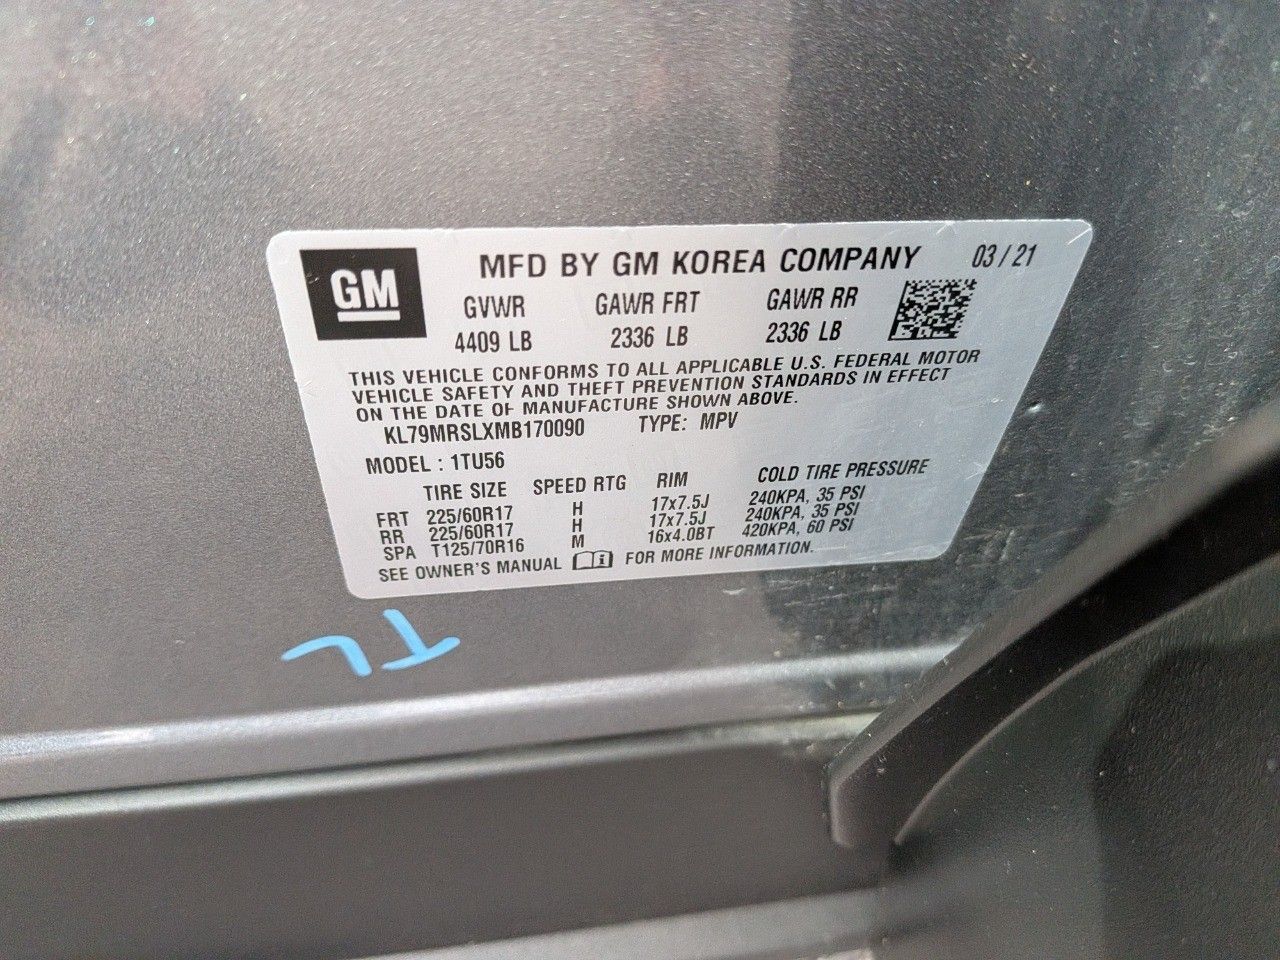 GM
MFD BY GM KOREA COMPANY 03/21
GVWR GAWR FRT GAWR RR
4409 LB 2336 LB 2336 LB
THIS VEHICLE CONFORMS TO ALL APPLICABLE U.S. FEDERAL MOTOR
VEHICLE SAFETY AND THEFT PREVENTION STANDARDS IN EFFECT
ON THE DATE OF MANUFACTURE SHOWN ABOVE.
KL79MRSLXMB170090 TYPE: MPV
MODEL : 1TU56
TIRE SIZE SPEED RTG RIM COLD TIRE PRESSURE
FRT 225/60R17 H 17x7.5J 240KPA, 35 PSI
RR 225/60R17 H 17x7.5J 240KPA, 35 PSI
SPA T125/70R16 M 16x4.0BT 420KPA, 60 PSI
SEE OWNER'S MANUAL FOR MORE INFORMATION.
TL